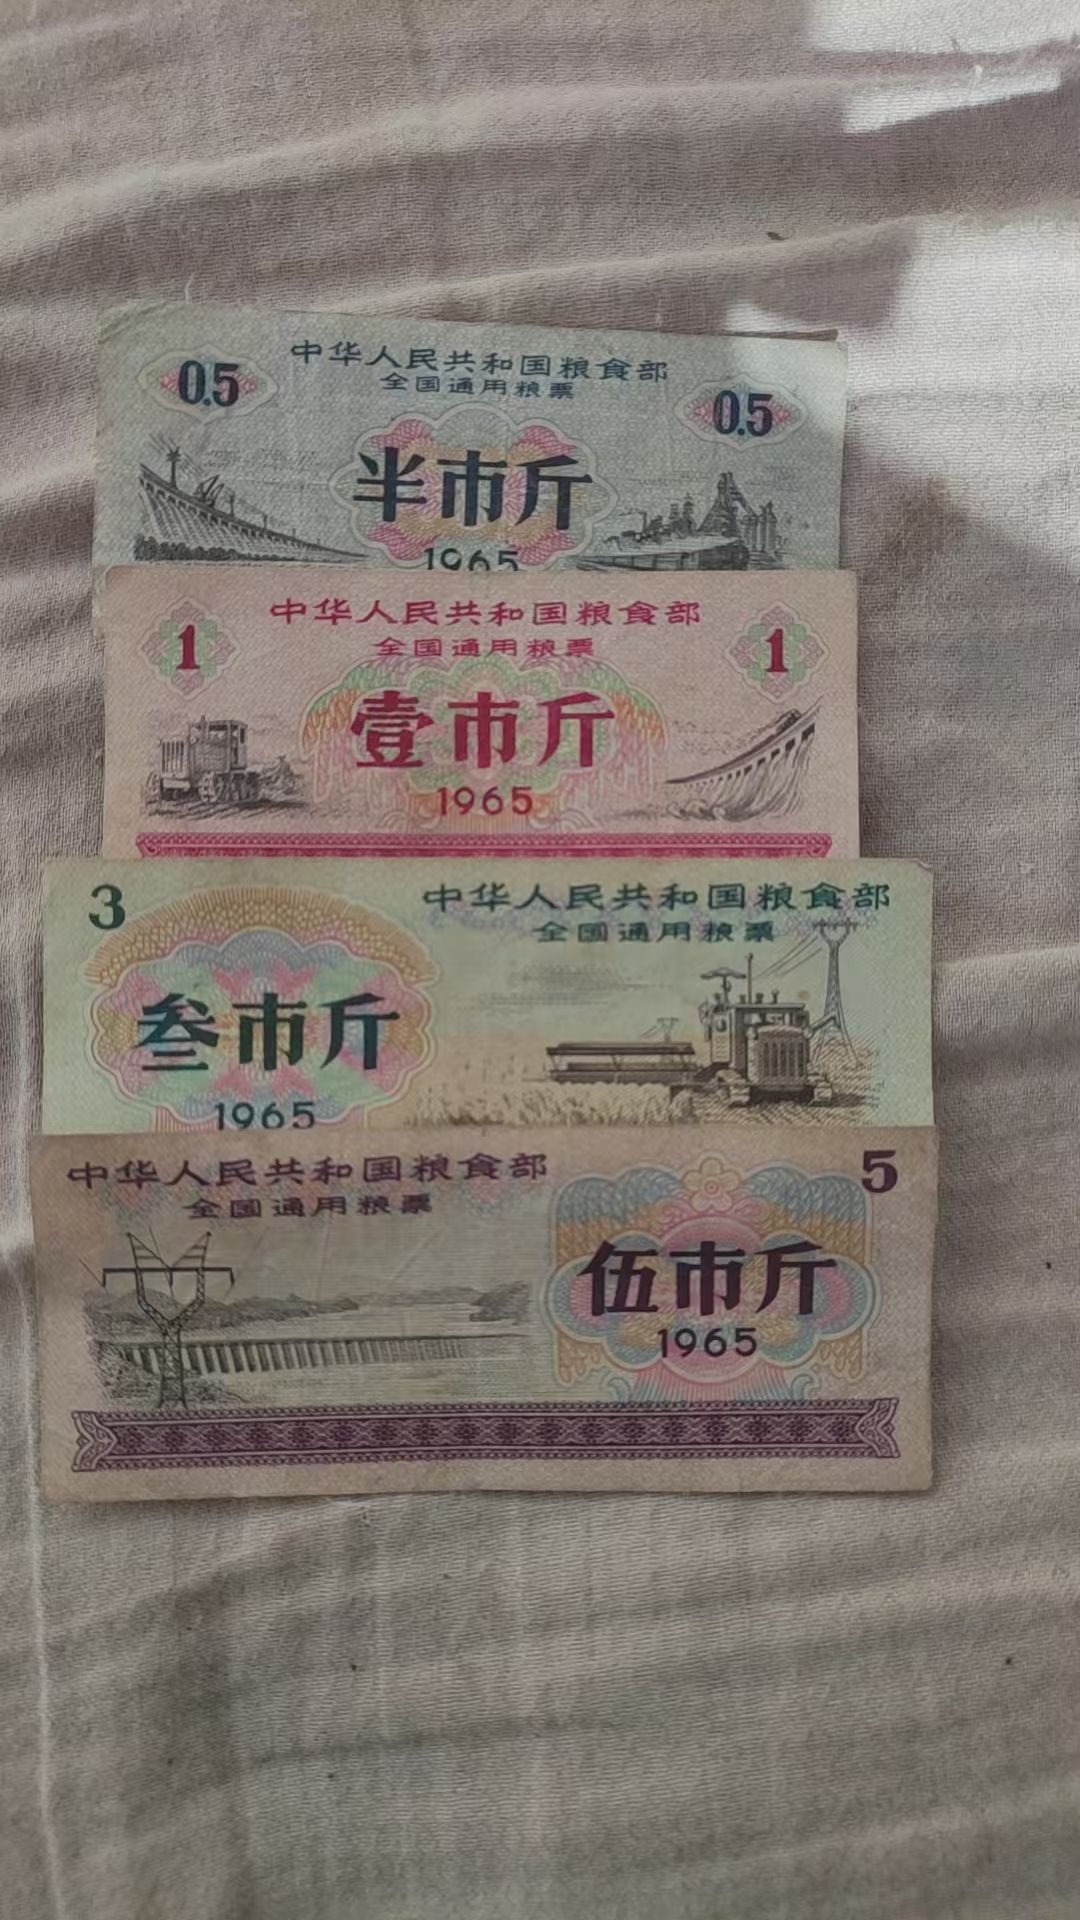 中华人民共和国粮食部
全国通用粮票
0.5
0.5
半市斤
1965
中华人民共和国粮食部
全国通用粮票
1
1
壹市斤
1965
3
中华人民共和国粮食部
全国通用粮票
叁市斤
1965
中华人民共和国粮食部
5
全国通用粮票
伍市斤
1965